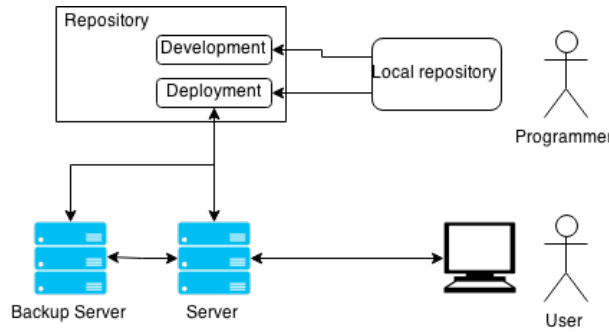 Repository
Development
Local repository
Deployment
Programmer
Backup Server
Server
User